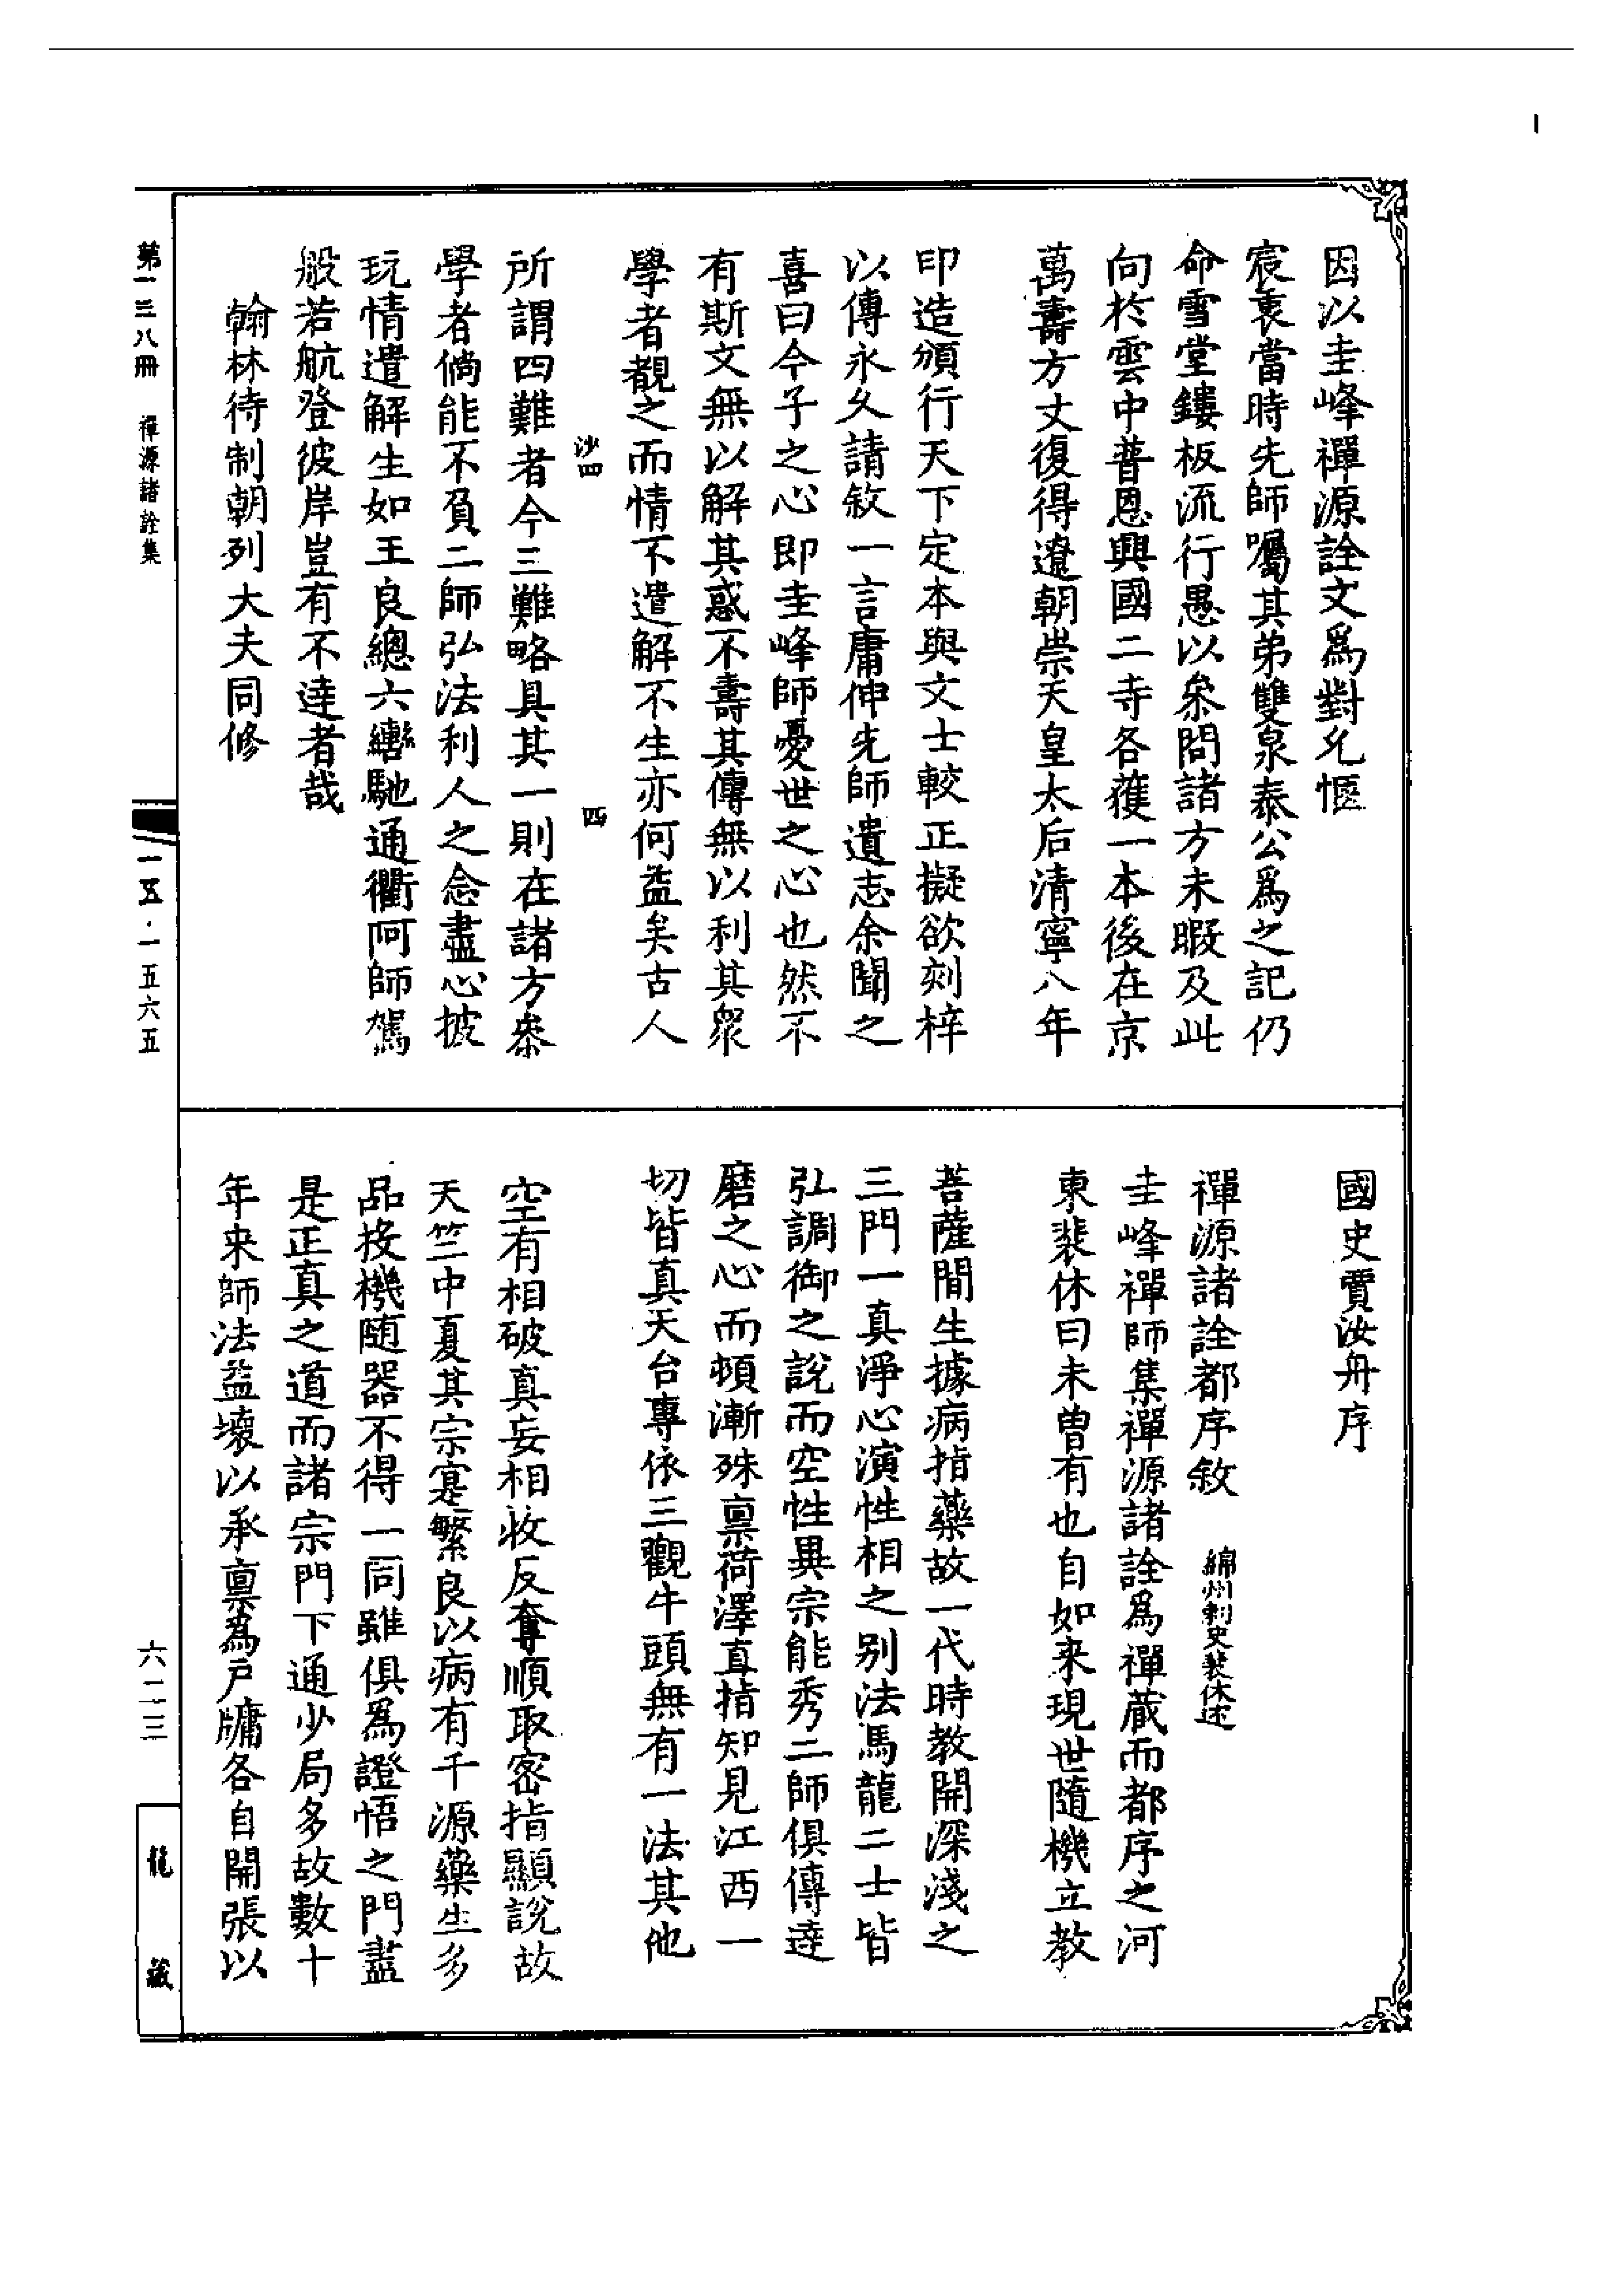 因以圭峰禪源詮文為對允愜
宸衷當時先師囑其弟雙泉泰公為之記仍
命雪堂鏤板流行愚以叅問諸方未暇及此
向於雲中普恩興國二寺各獲一本後在京
萬壽方丈復得遼朝崇天皇太后清寧八年
印造頒行天下定本與文士較正擬欲刻梓
以傳永久請敘一言庸伸先師遺志余聞之
喜曰今子之心即圭峰師憂世之心也然不
有斯文無以解其惑不壽其傳無以利其眾
學者覩之而情不遣解不生亦何益矣古人
沙四
四
所謂四難者今三難略具其一則在諸方叅
學者倘能不負二師弘法利人之念盡心披
玩情遣解生如王良總六轡馳通衢呵師駕
般若航登彼岸豈有不達者哉
翰林待制朝列大夫同修
國史賈汝舟序
禪源諸詮都序敘 綿州刺史裴休述
圭峰禪師集禪源諸詮為禪藏而都序之河
東裴休曰未曾有也自如来現世隨機立教
菩薩間生據病指藥故一代時教開深淺之
三門一真淨心演性相之别法馬龍二士皆
弘調御之說而空性異宗能秀二師俱傳達
磨之心而頓漸殊禀荷澤直指知見江西一
切皆真天台專依三觀牛頭無有一法其他
空有相破真妄相收反奪順取密指顯說故
天竺中夏其宗寔繁良以病有千源藥生多
品投機随器不得一同雖俱為證悟之門盡
是正真之道而諸宗門下通少局多故數十
年来師法益壞以承禀為戸牖各自開張以
第一三八冊 禪源諸詮集
一五·一五六五
六二三
龍藏